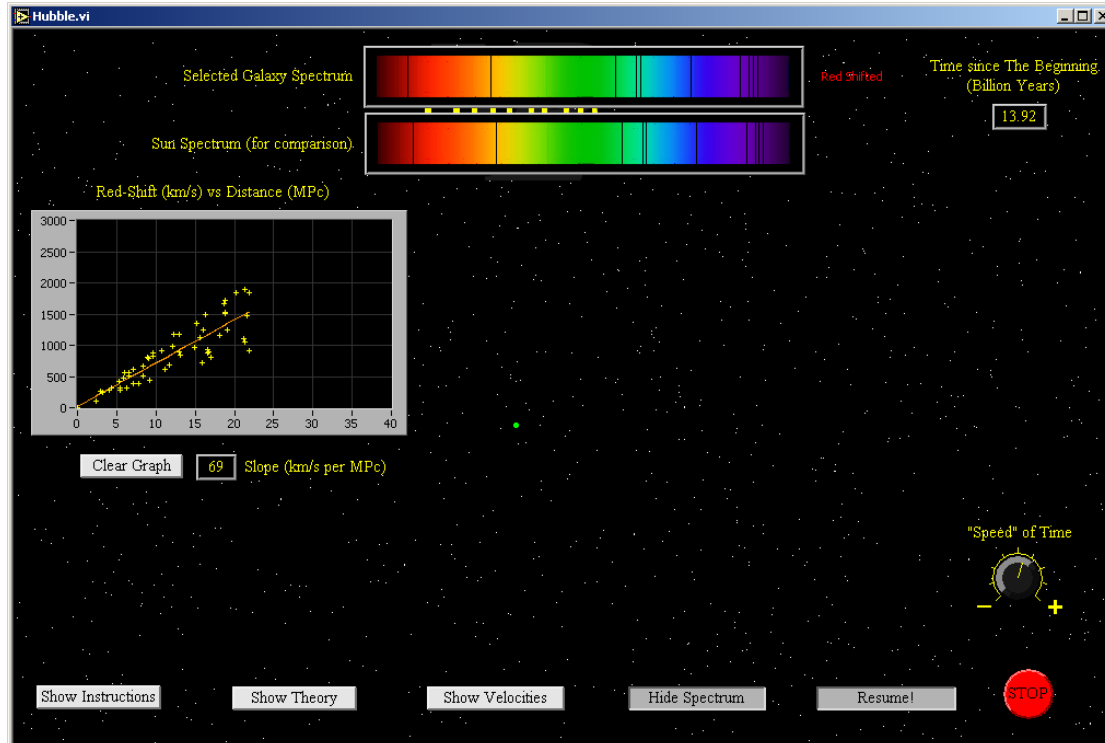 Hubble.vi
Selected Galaxy Spectrum
Red Shifted
Time since The Beginning.
(Billion Years)
13.92
Sun Spectrum (for comparison)
Red-Shift (km/s) vs Distance (MPc)
3000
2500
2000
1500
1000
500
0
0 5 10 15 20 25 30 35 40
Clear Graph 69 Slope (km/s per MPc)
"Speed" of Time
− +
Show Instructions Show Theory Show Velocities Hide Spectrum Resume! STOP